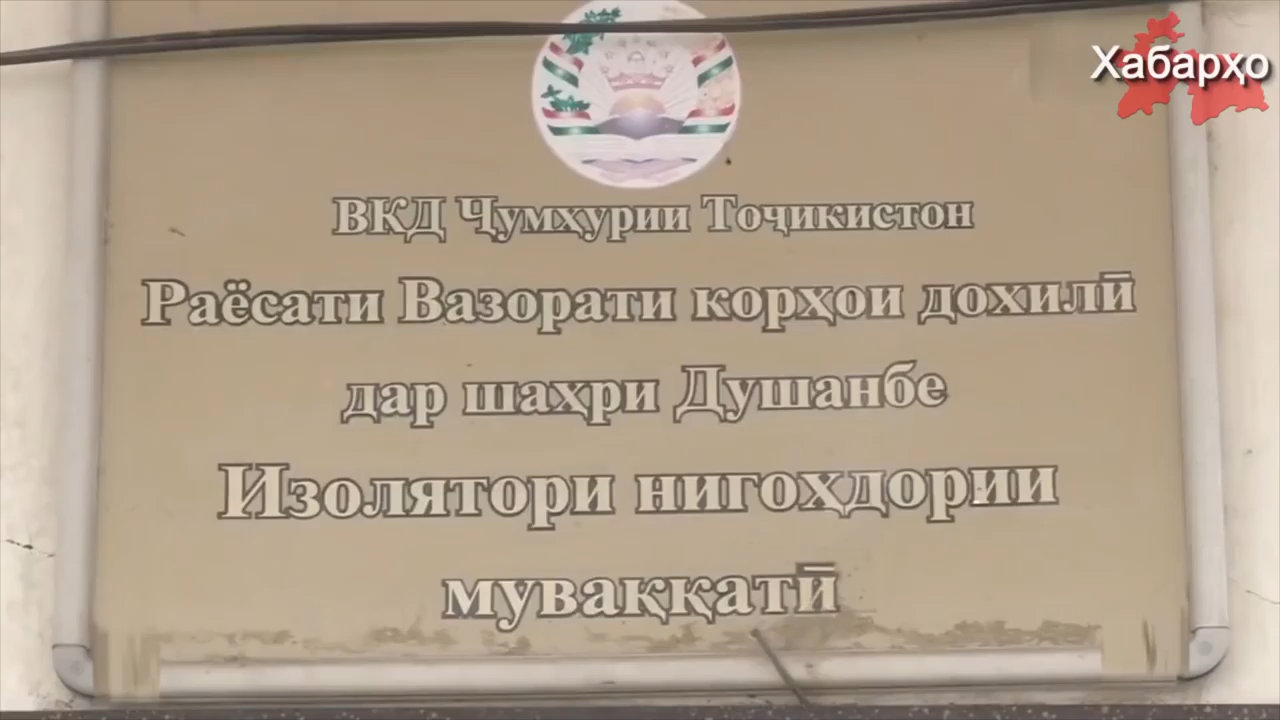 Хабарҳо
ВКД Ҷумҳурии Тоҷикистон
Раёсати Вазорати корҳои дохилӣ
дар шаҳри Душанбе
Изолятори нигоҳдории
муваққатӣ